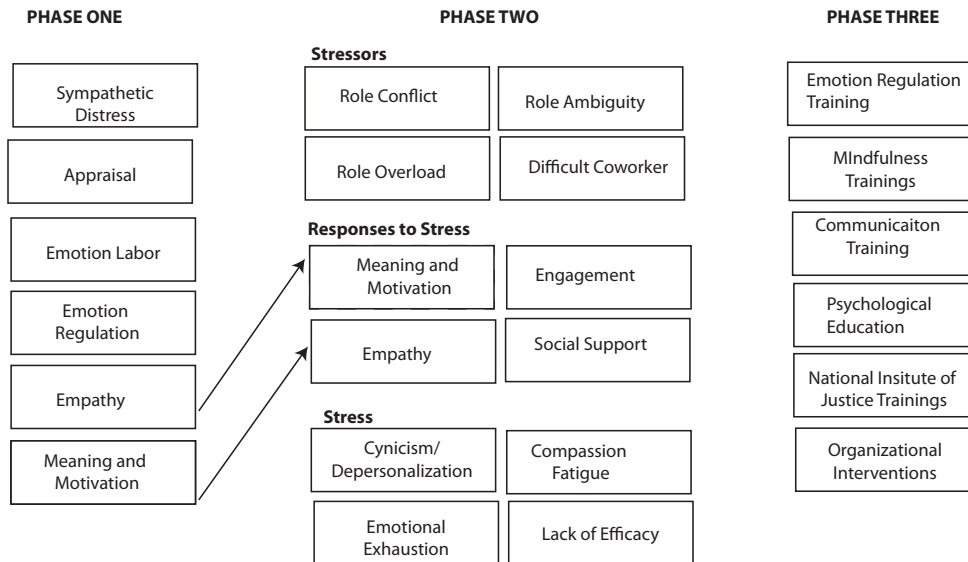 PHASE ONE
Sympathetic
Distress
Appraisal
Emotion Labor
Emotion
Regulation
Empathy
Meaning and
Motivation
PHASE TWO
Stressors
Role Conflict
Role Ambiguity
Role Overload
Difficult Coworker
Responses to Stress
Meaning and
Motivation
Engagement
Empathy
Social Support
Stress
Cynicism/
Depersonalization
Compassion
Fatigue
Emotional
Exhaustion
Lack of Efficacy
PHASE THREE
Emotion Regulation
Training
MIndfulness
Trainings
Communicaiton
Training
Psychological
Education
National Insitute of
Justice Trainings
Organizational
Interventions